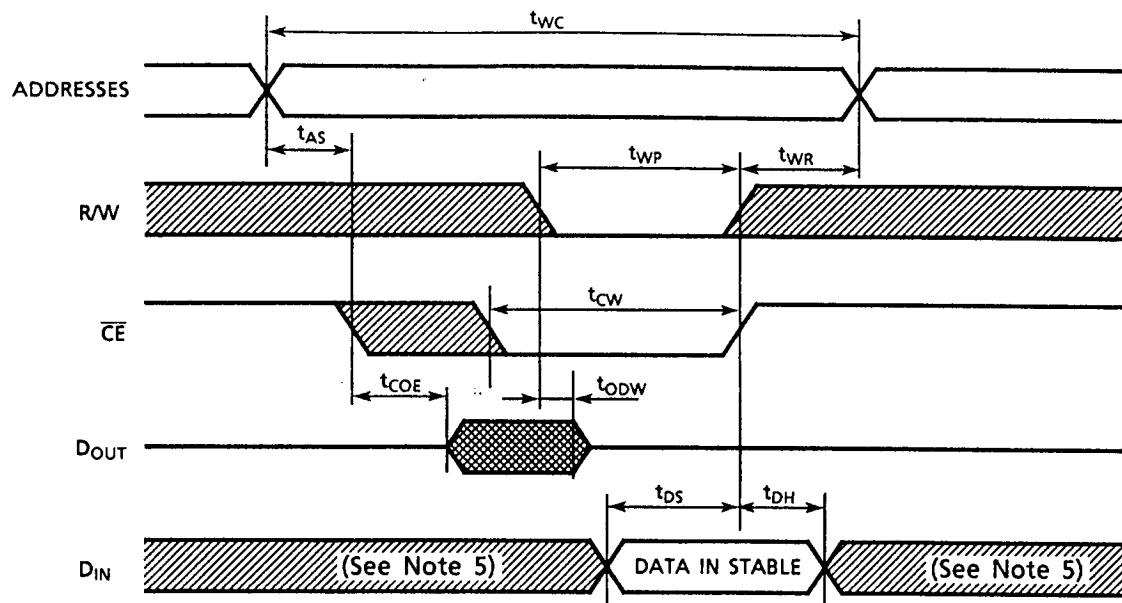 tWC
ADDRESSES
tAS
tWP
tWR
R/W
tCW
CE
tCOE
tODW
DOUT
tDS
tDH
DIN
(See Note 5)
DATA IN STABLE
(See Note 5)